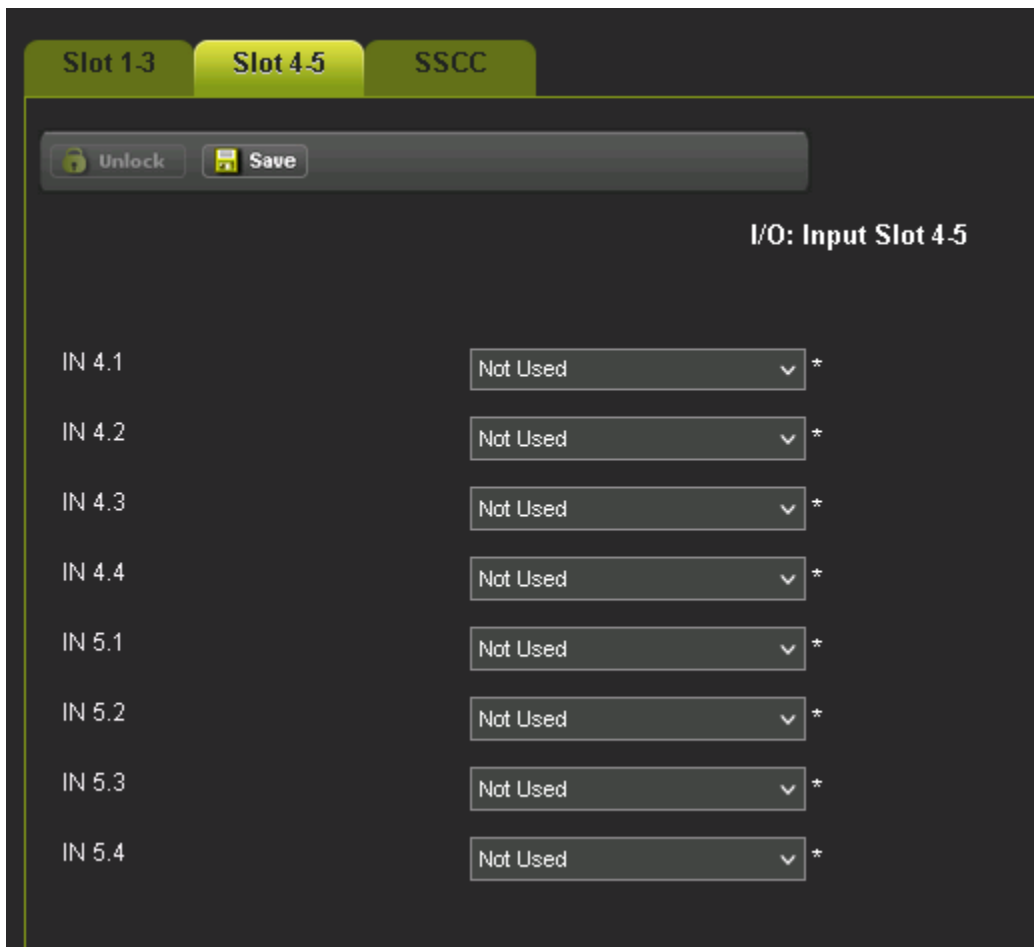 Slot 1-3 Slot 4-5 SSCC
Unlock Save
I/O: Input Slot 4-5
IN 4.1 Not Used *
IN 4.2 Not Used *
IN 4.3 Not Used *
IN 4.4 Not Used *
IN 5.1 Not Used *
IN 5.2 Not Used *
IN 5.3 Not Used *
IN 5.4 Not Used *